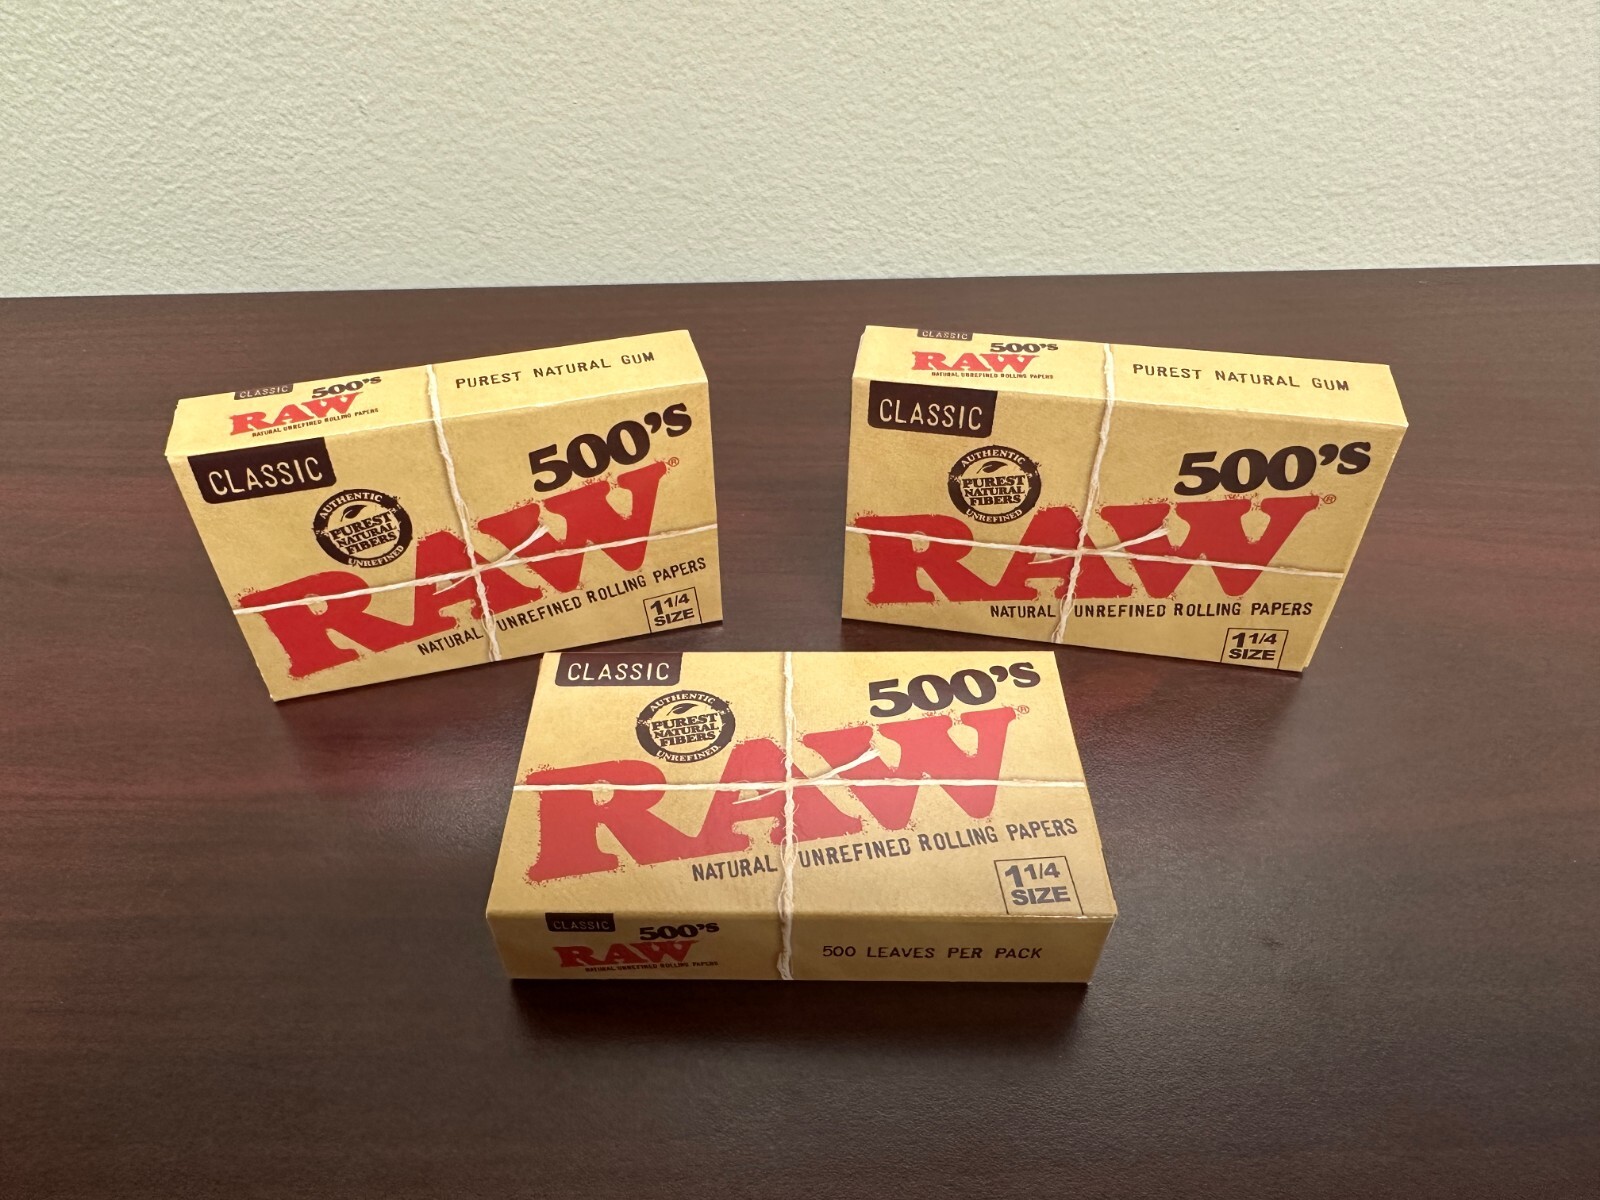 CLASSIC
500's
RAW
NATURAL UNREFINED ROLLING PAPERS
PUREST NATURAL GUM
CLASSIC
500's
AUTHENTIC
PUREST
NATURAL
FIBERS
UNREFINED
RAW®
NATURAL UNREFINED ROLLING PAPERS
1 1/4
SIZE
CLASSIC
500's
RAW
NATURAL UNREFINED ROLLING PAPERS
PUREST NATURAL GUM
CLASSIC
500's
AUTHENTIC
PUREST
NATURAL
FIBERS
UNREFINED
RAW®
NATURAL UNREFINED ROLLING PAPERS
1 1/4
SIZE
CLASSIC
500's
AUTHENTIC
PUREST
NATURAL
FIBERS
UNREFINED
RAW®
NATURAL UNREFINED ROLLING PAPERS
1 1/4
SIZE
CLASSIC
500's
RAW
NATURAL UNREFINED ROLLING PAPERS
500 LEAVES PER PACK